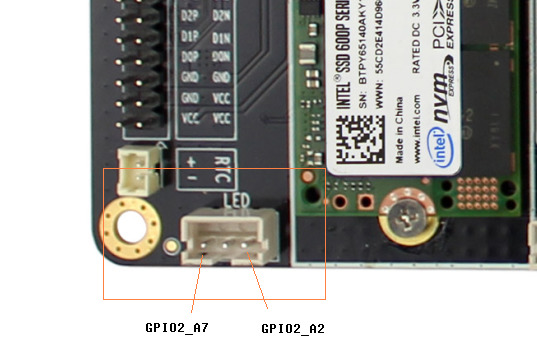 D2P D2N
D1P D1N
D0P D0N
GND GND
GND VCC
VCC VCC
+
-
RTC
LED
INTEL® SSD 600P SERI
SN: BTPY65140AKY
WWN: 55CD2E414D96
RATED DC 3.3V
PCI
EXPRESS
Made in China
www.intel.com
intel
nvm
EXPRESS
GPIO2_A7 GPIO2_A2